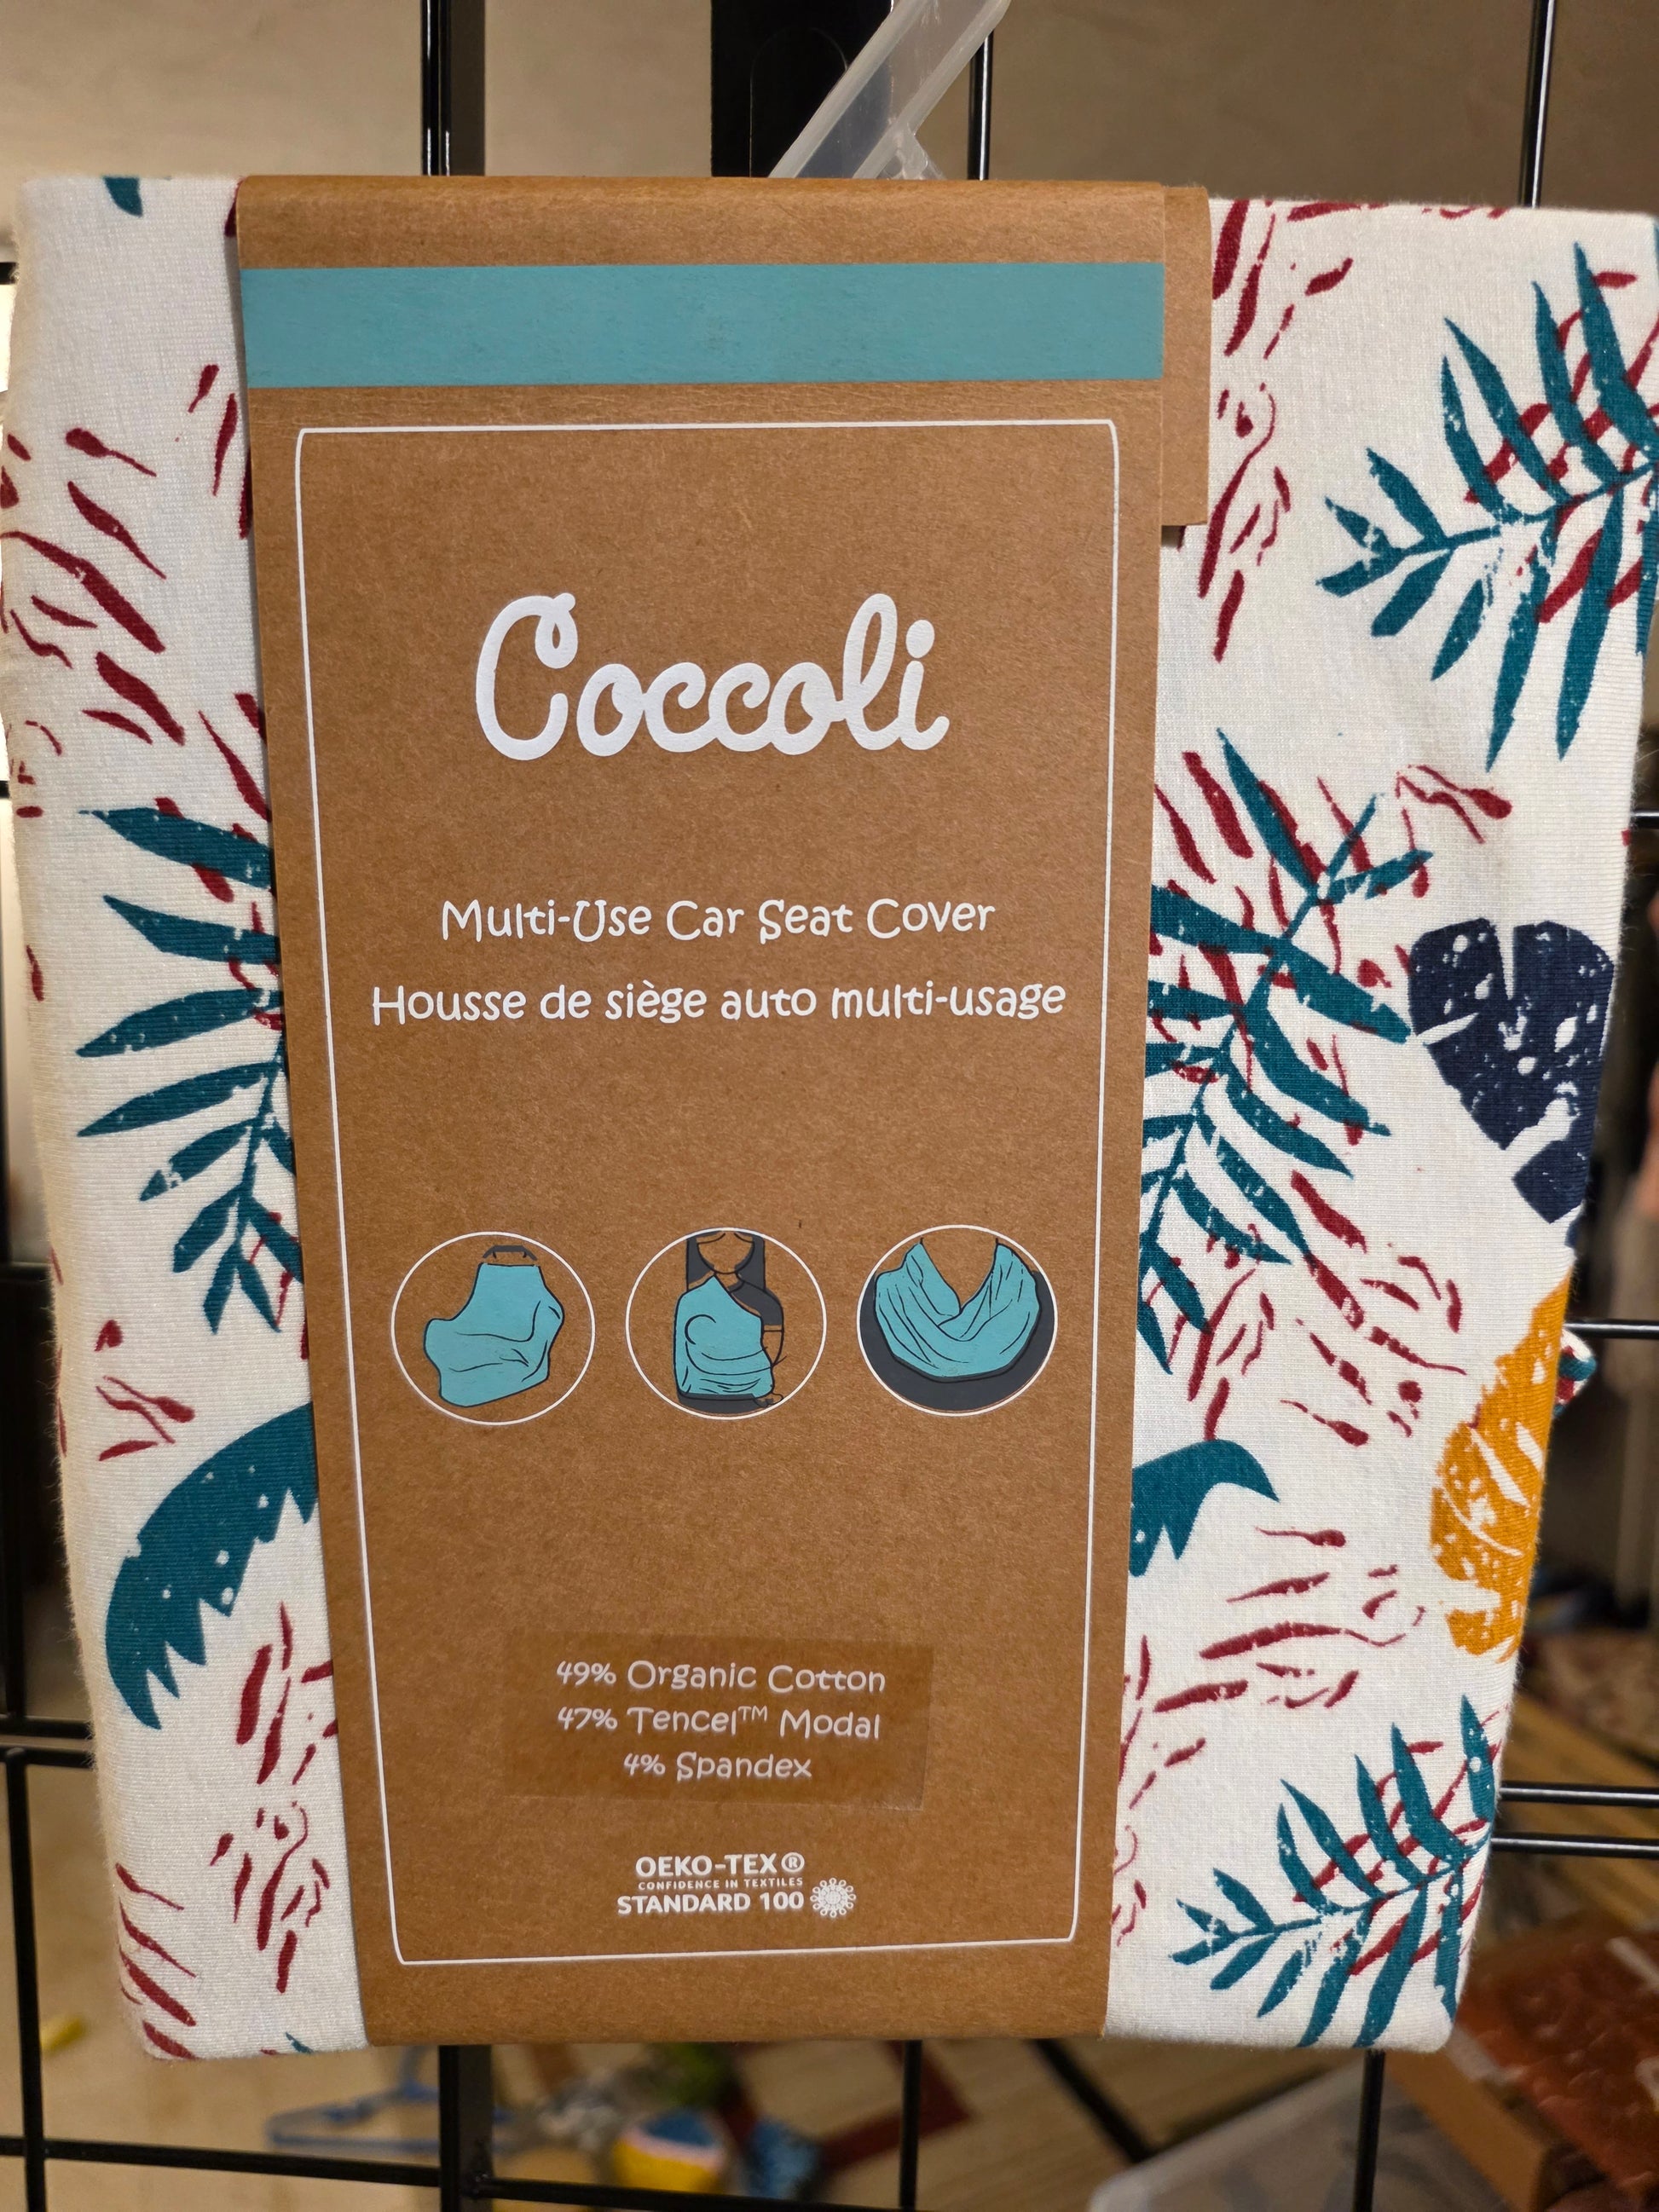 Coccoli
Multi-Use Car Seat Cover
Housse de siège auto multi-usage
49% Organic Cotton
47% Tencel™ Modal
4% Spandex
OEKO-TEX®
CONFIDENCE IN TEXTILES
STANDARD 100